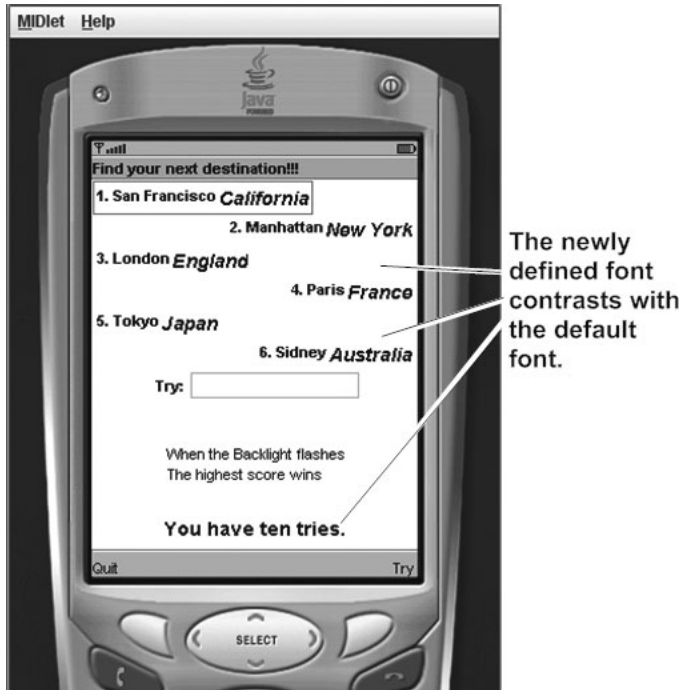 MIDlet Help
Java
POWERED
Find your next destination!!!
1. San Francisco California
2. Manhattan New York
3. London England
4. Paris France
5. Tokyo Japan
6. Sidney Australia
Try:
When the Backlight flashes
The highest score wins
You have ten tries.
Quit Try
SELECT
The newly
defined font
contrasts with
the default
font.